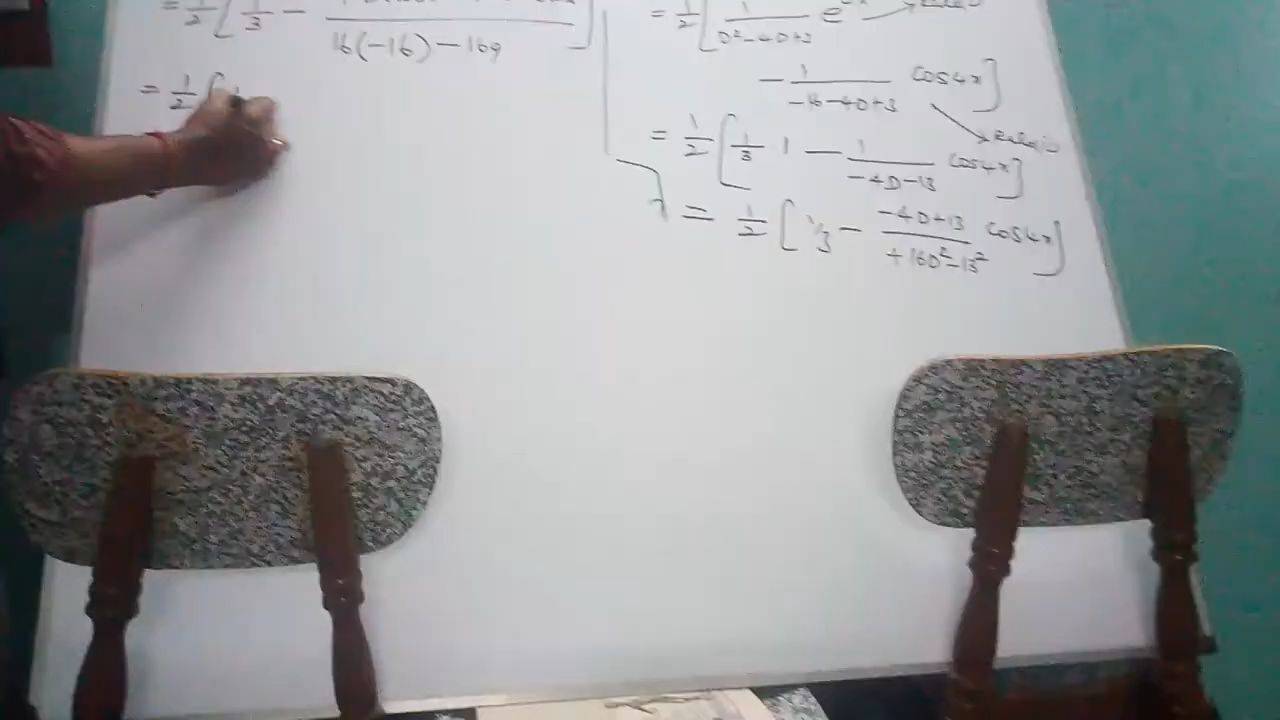 = 1/2 [ 1/3 -
16(-16) - 169
= 1/2 [
= 1/2 [ 1/(D²-4D+3) e
- 1/(-16-4D+3) cos4x ]
= 1/2 [ 1/3 · 1 - 1/(-4D-13) cos4x ]
= 1/2 [ 1/3 - (-4D+13)/(+16D²-13²) cos4x ]